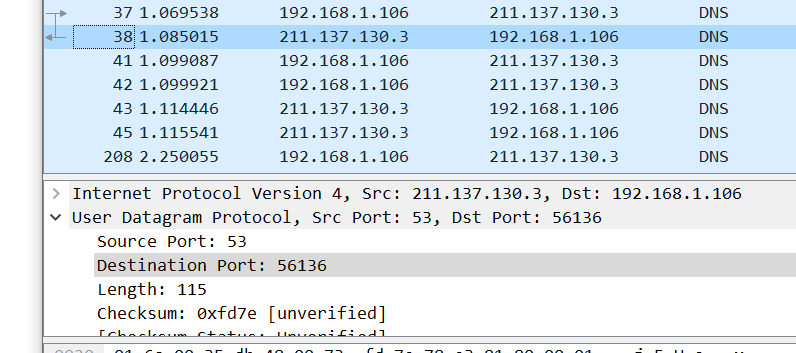 37 1.069538 192.168.1.106 211.137.130.3 DNS
38 1.085015 211.137.130.3 192.168.1.106 DNS
41 1.099087 192.168.1.106 211.137.130.3 DNS
42 1.099921 192.168.1.106 211.137.130.3 DNS
43 1.114446 211.137.130.3 192.168.1.106 DNS
45 1.115541 211.137.130.3 192.168.1.106 DNS
208 2.250055 192.168.1.106 211.137.130.3 DNS
Internet Protocol Version 4, Src: 211.137.130.3, Dst: 192.168.1.106
User Datagram Protocol, Src Port: 53, Dst Port: 56136
Source Port: 53
Destination Port: 56136
Length: 115
Checksum: 0xfd7e [unverified]
[Checksum Status: Unverified]